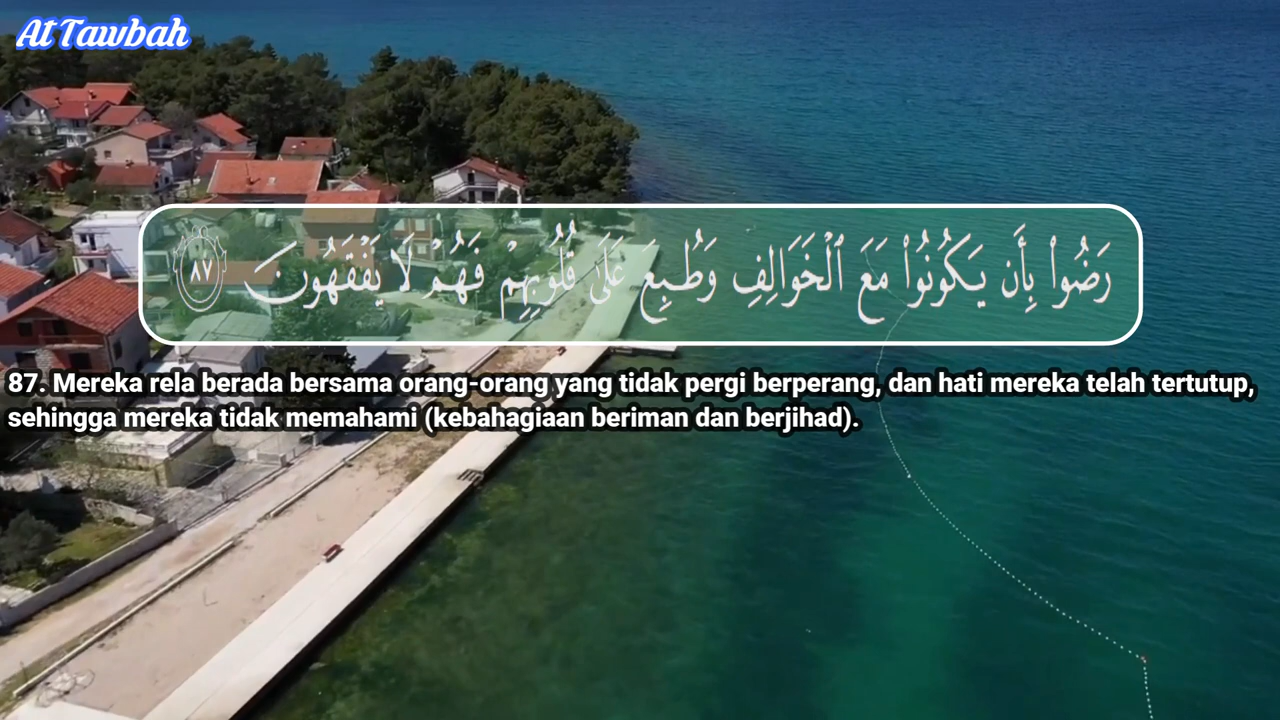 At Tawbah
رَضُوا۟ بِأَن يَكُونُوا۟ مَعَ ٱلْخَوَالِفِ وَطُبِعَ عَلَىٰ قُلُوبِهِمْ فَهُمْ لَا يَفْقَهُونَ ٨٧
87. Mereka rela berada bersama orang-orang yang tidak pergi berperang, dan hati mereka telah tertutup,
sehingga mereka tidak memahami (kebahagiaan beriman dan berjihad).